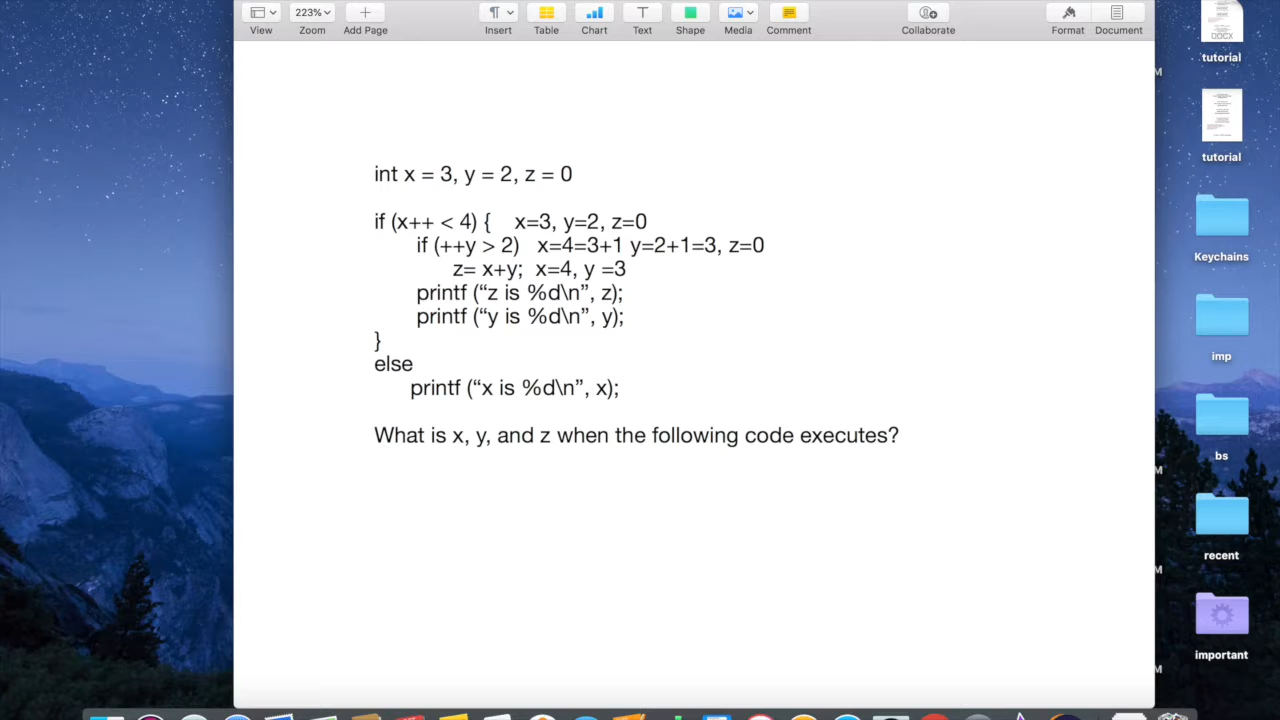 223%
View
Zoom
Add Page
Insert
Table
Chart
Text
Shape
Media
Comment
Collaborate
Format
Document
int x = 3, y = 2, z = 0
if (x++ < 4) { x=3, y=2, z=0
if (++y > 2) x=4=3+1 y=2+1=3, z=0
z= x+y; x=4, y =3
printf (“z is %d\n”, z);
printf (“y is %d\n”, y);
}
else
printf (“x is %d\n”, x);
What is x, y, and z when the following code executes?
DOCX
tutorial
M
tutorial
Keychains
M
imp
bs
M
recent
M
important
M